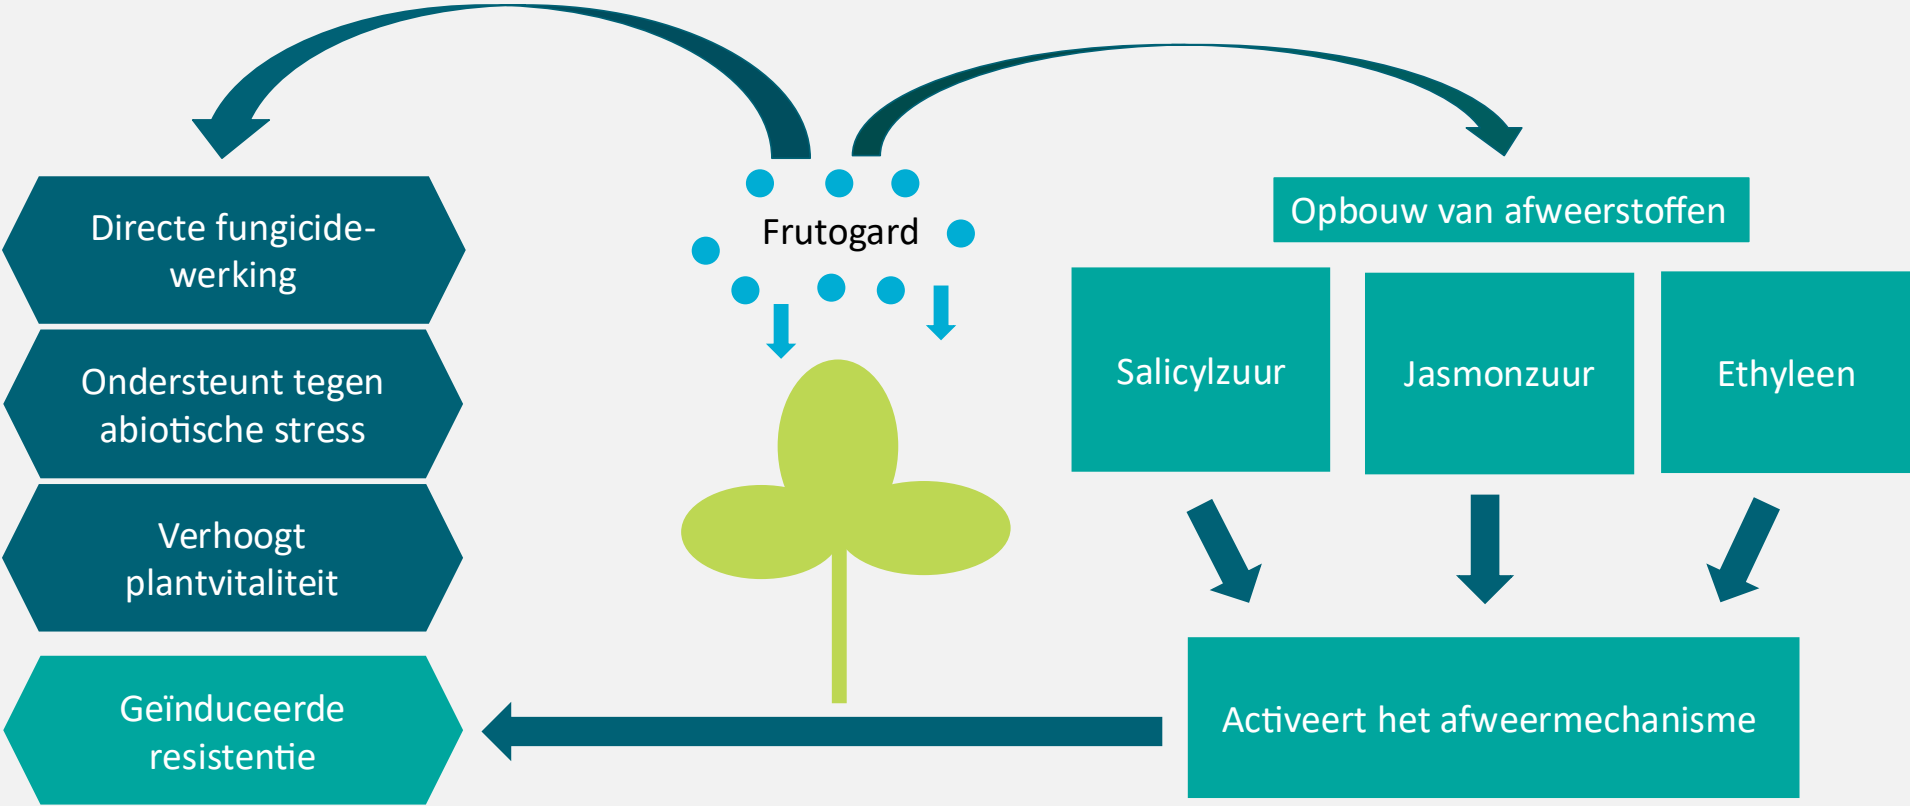 Directe fungicide-
werking
Ondersteunt tegen
abiotische stress
Verhoogt
plantvitaliteit
Geïnduceerde
resistentie
Frutogard
Opbouw van afweerstoffen
Salicylzuur
Jasmonzuur
Ethyleen
Activeert het afweermechanisme